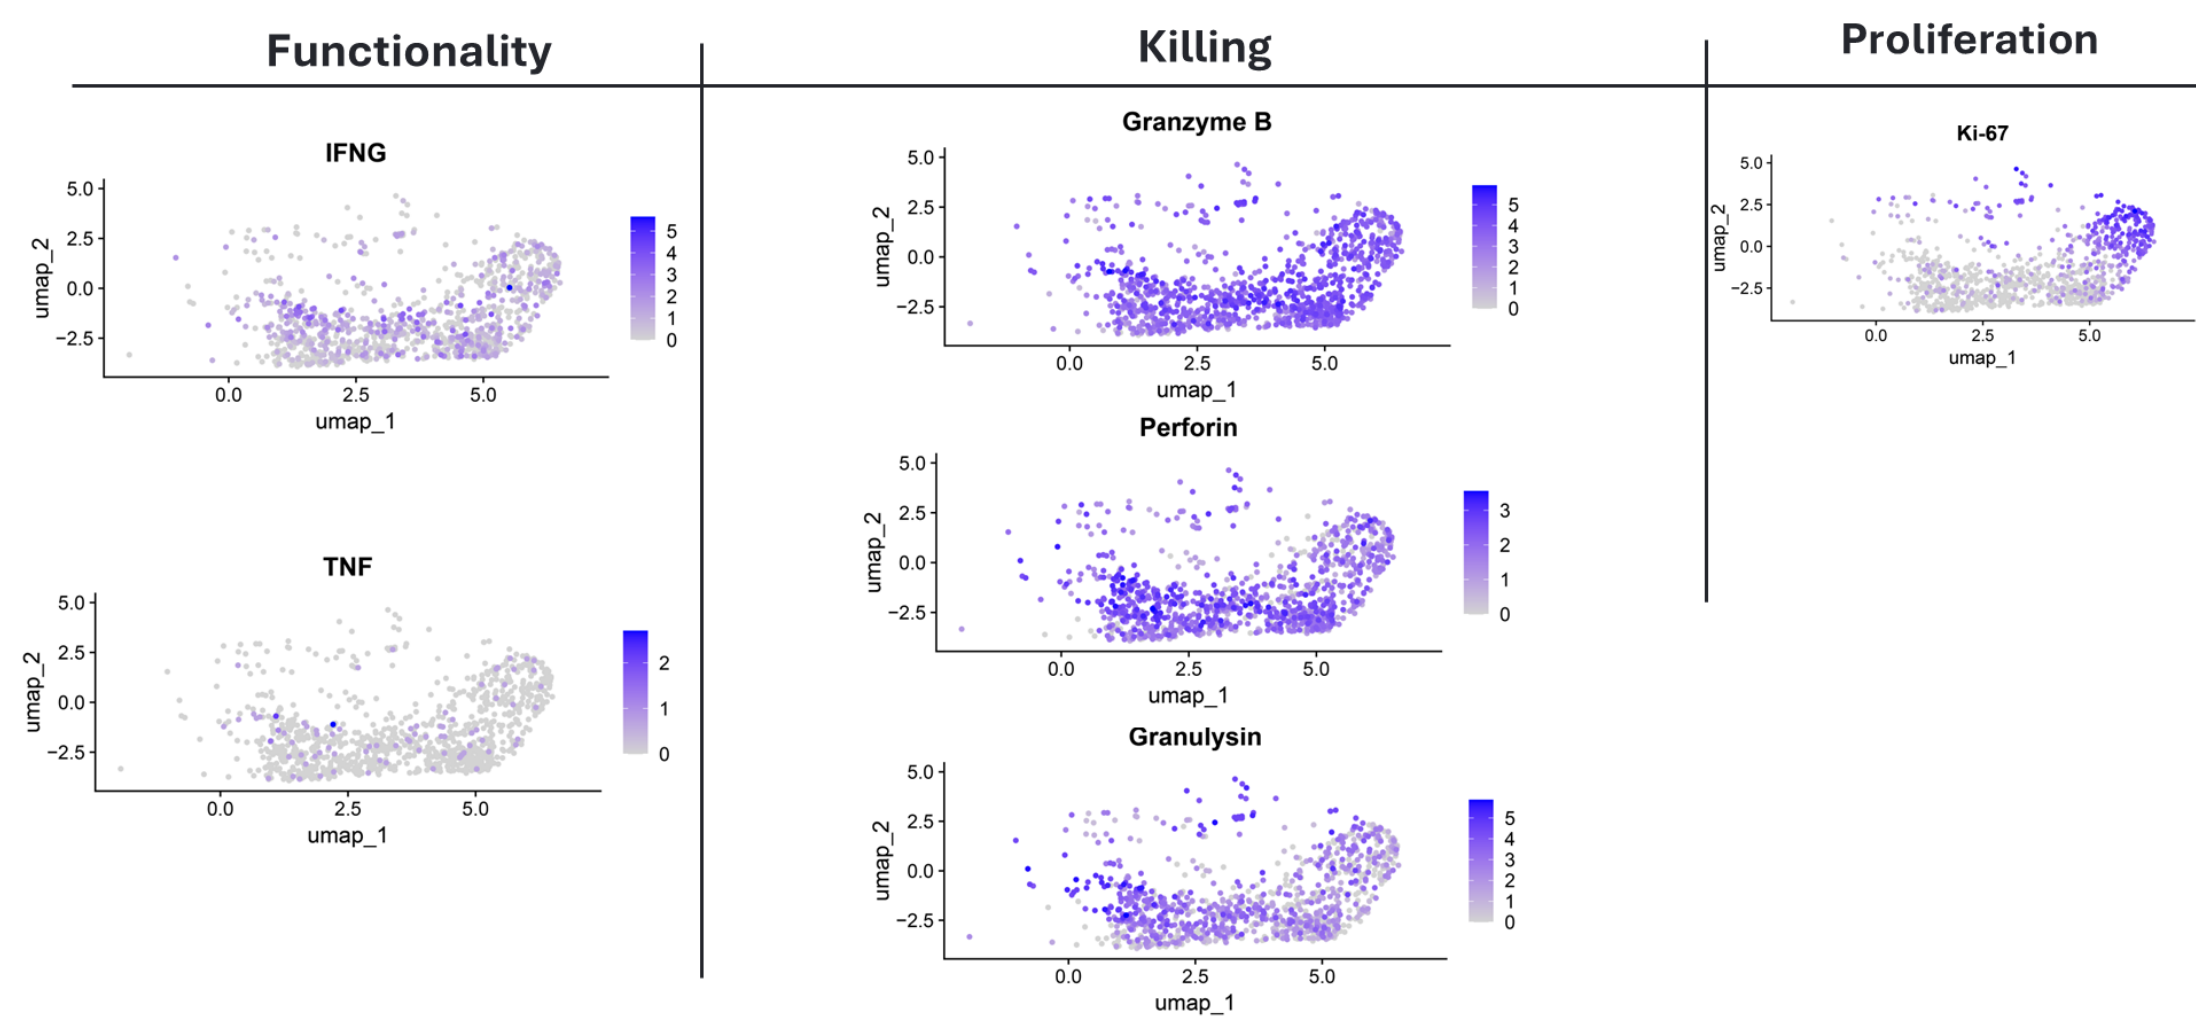 Functionality
Killing
Proliferation
IFNG
5.0
2.5
0.0
−2.5
umap_2
0.0 2.5 5.0
umap_1
5
4
3
2
1
0
TNF
5.0
2.5
0.0
−2.5
umap_2
0.0 2.5 5.0
umap_1
2
1
0
Granzyme B
5.0
2.5
0.0
−2.5
umap_2
0.0 2.5 5.0
umap_1
5
4
3
2
1
0
Perforin
5.0
2.5
0.0
−2.5
umap_2
0.0 2.5 5.0
umap_1
3
2
1
0
Granulysin
5.0
2.5
0.0
−2.5
umap_2
0.0 2.5 5.0
umap_1
5
4
3
2
1
0
Ki-67
5.0
2.5
0.0
−2.5
umap_2
0.0 2.5 5.0
umap_1